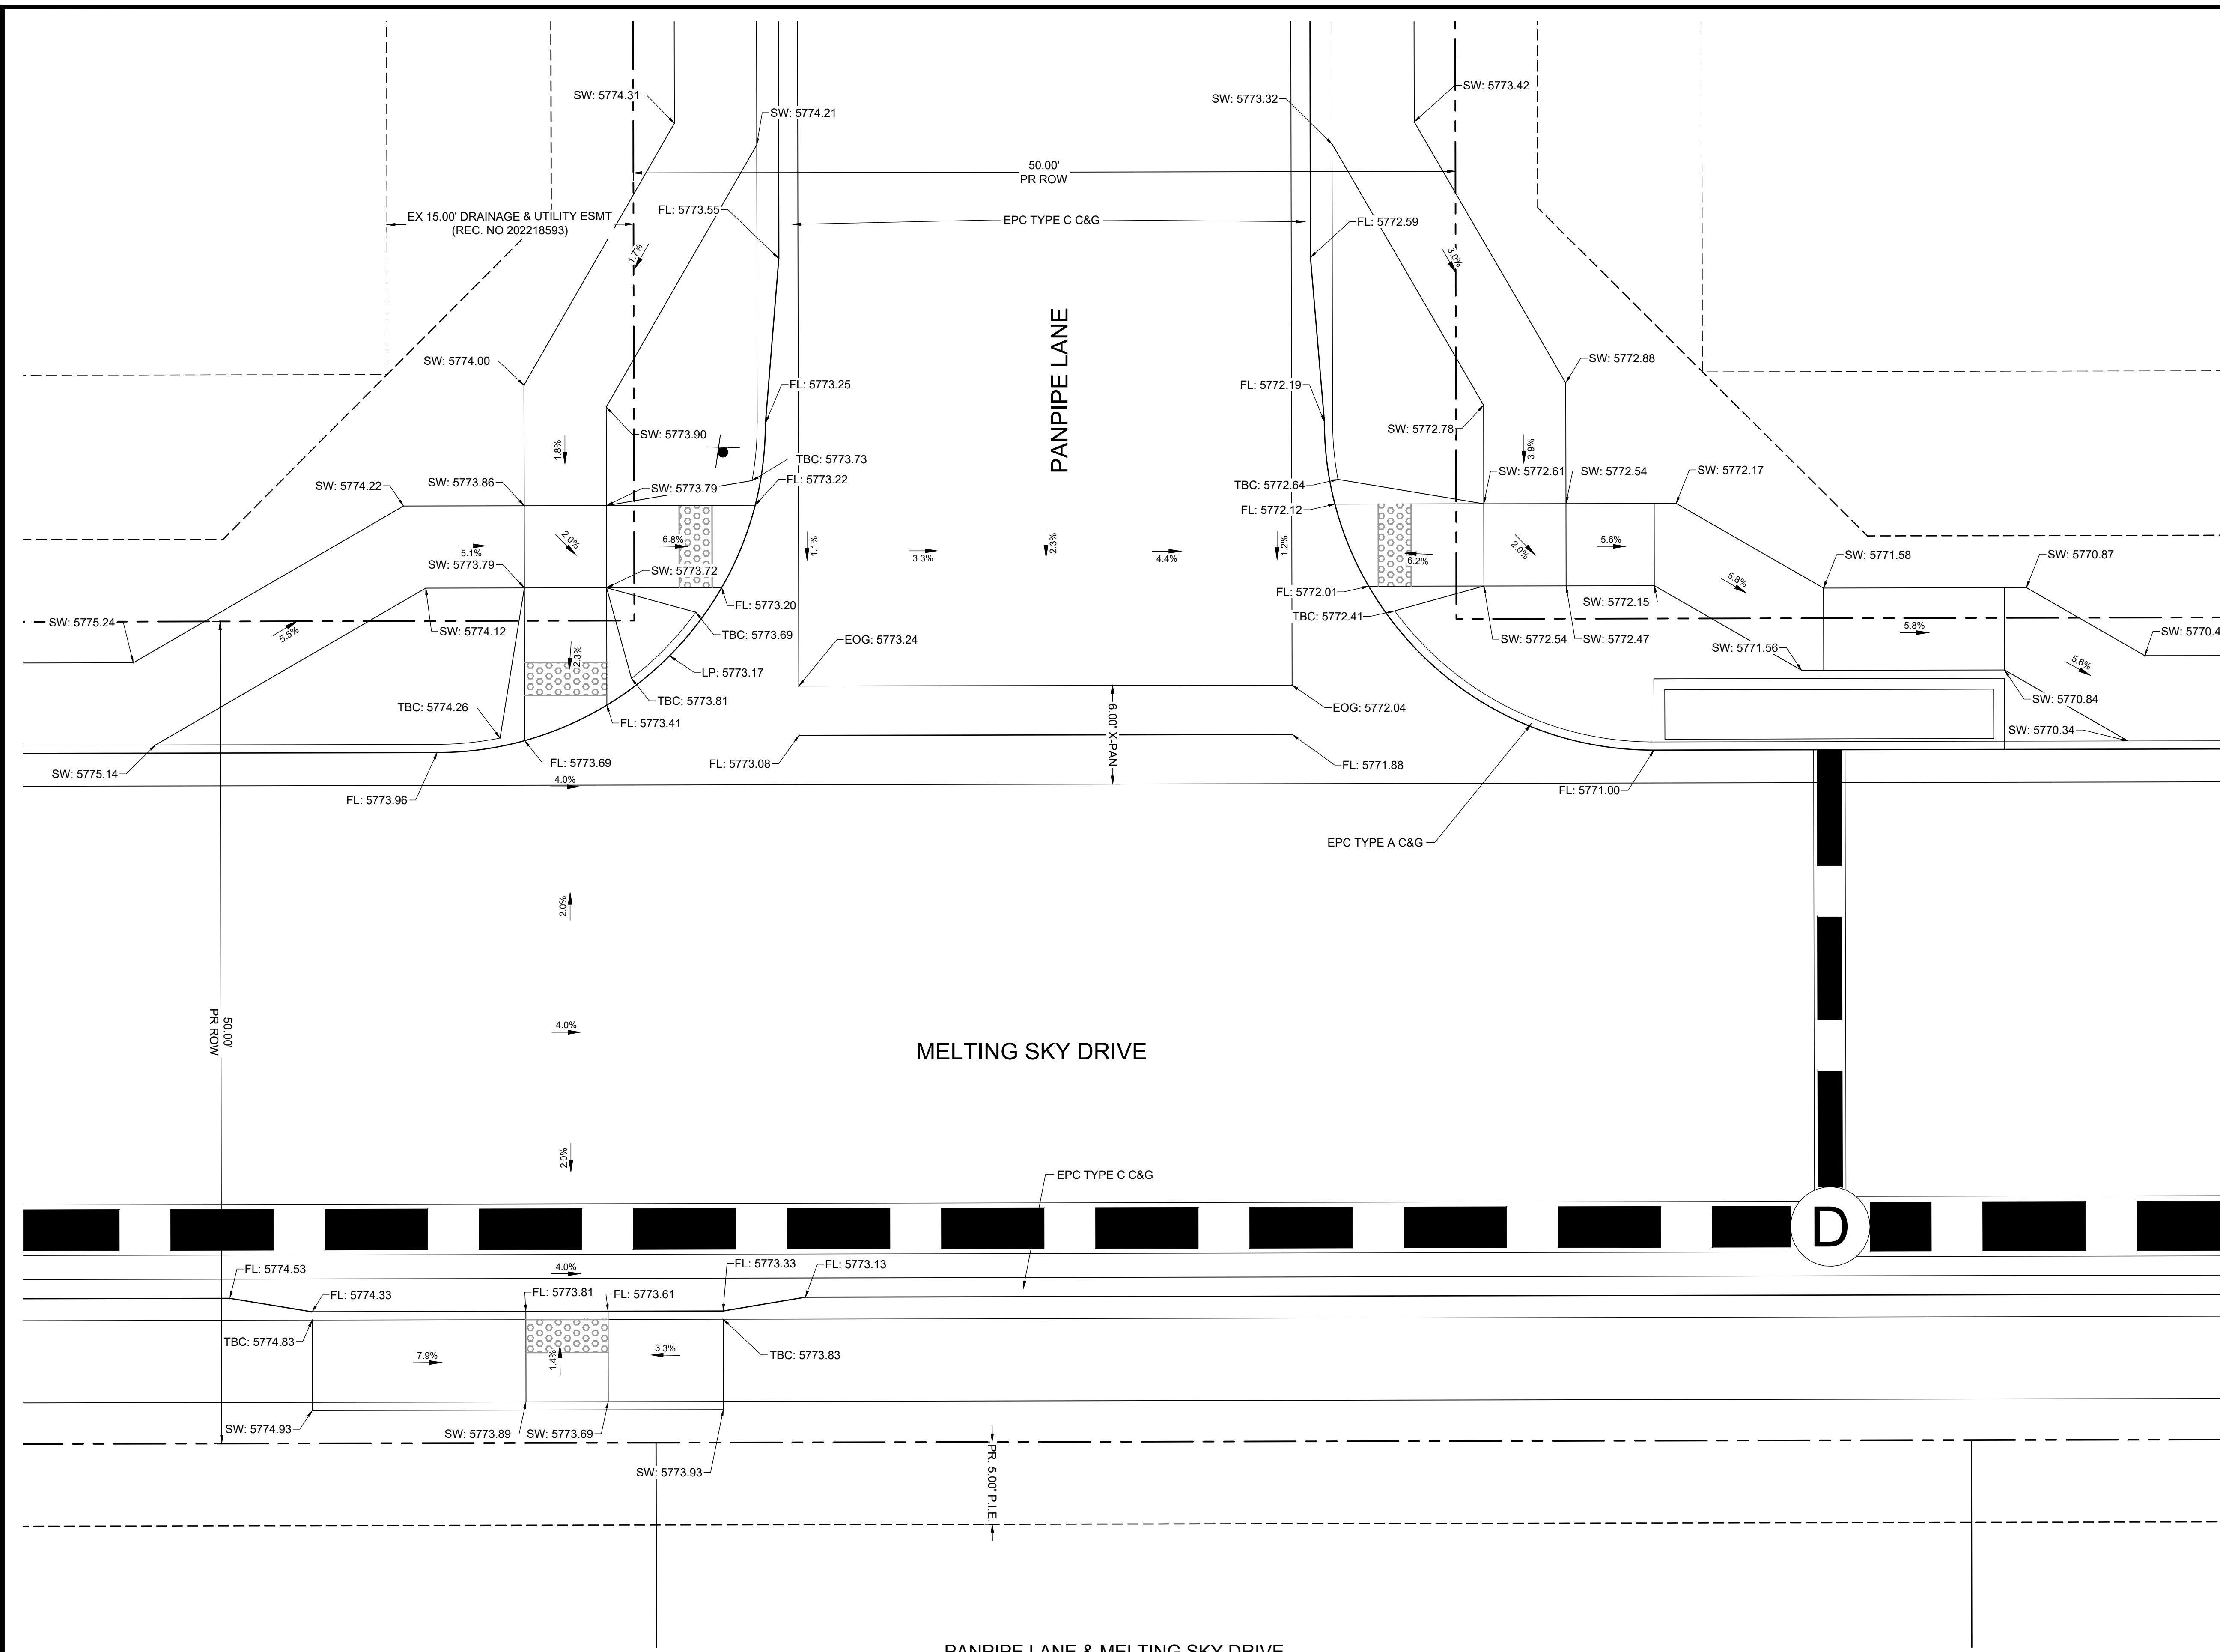 SW: 5774.31
SW: 5774.21
SW: 5773.32
SW: 5773.42
50.00'
PR ROW
EX 15.00' DRAINAGE & UTILITY ESMT
(REC. NO 202218593)
FL: 5773.55
EPC TYPE C C&G
FL: 5772.59
1.7%
3.0%
PANPIPE LANE
SW: 5774.00
FL: 5773.25
FL: 5772.19
SW: 5772.88
SW: 5773.90
SW: 5772.78
1.8%
3.9%
TBC: 5773.73
SW: 5774.22
SW: 5773.86
SW: 5773.79
FL: 5773.22
TBC: 5772.64
SW: 5772.61
SW: 5772.54
SW: 5772.17
FL: 5772.12
5.1%
2.0%
6.8%
1.1%
3.3%
2.3%
4.4%
1.2%
6.2%
2.0%
5.6%
SW: 5771.58
SW: 5770.87
SW: 5773.79
SW: 5773.72
5.8%
FL: 5773.20
FL: 5772.01
SW: 5772.15
TBC: 5772.41
SW: 5775.24
5.5%
SW: 5774.12
TBC: 5773.69
EOG: 5773.24
SW: 5772.54
SW: 5772.47
SW: 5771.56
5.8%
SW: 5770.4
2.3%
LP: 5773.17
5.6%
TBC: 5774.26
TBC: 5773.81
FL: 5773.41
6.00' X-PAN
EOG: 5772.04
SW: 5770.84
SW: 5770.34
SW: 5775.14
FL: 5773.69
FL: 5773.08
FL: 5771.88
4.0%
FL: 5773.96
FL: 5771.00
EPC TYPE A C&G
2.0%
50.00'
PR ROW
4.0%
MELTING SKY DRIVE
2.0%
EPC TYPE C C&G
D
FL: 5774.53
4.0%
FL: 5773.33
FL: 5773.13
FL: 5774.33
FL: 5773.81
FL: 5773.61
TBC: 5774.83
7.9%
1.4%
3.3%
TBC: 5773.83
SW: 5774.93
SW: 5773.89
SW: 5773.69
SW: 5773.93
PR. 5.00' P.I.E.
PANPIPE LANE & MELTING SKY DRIVE